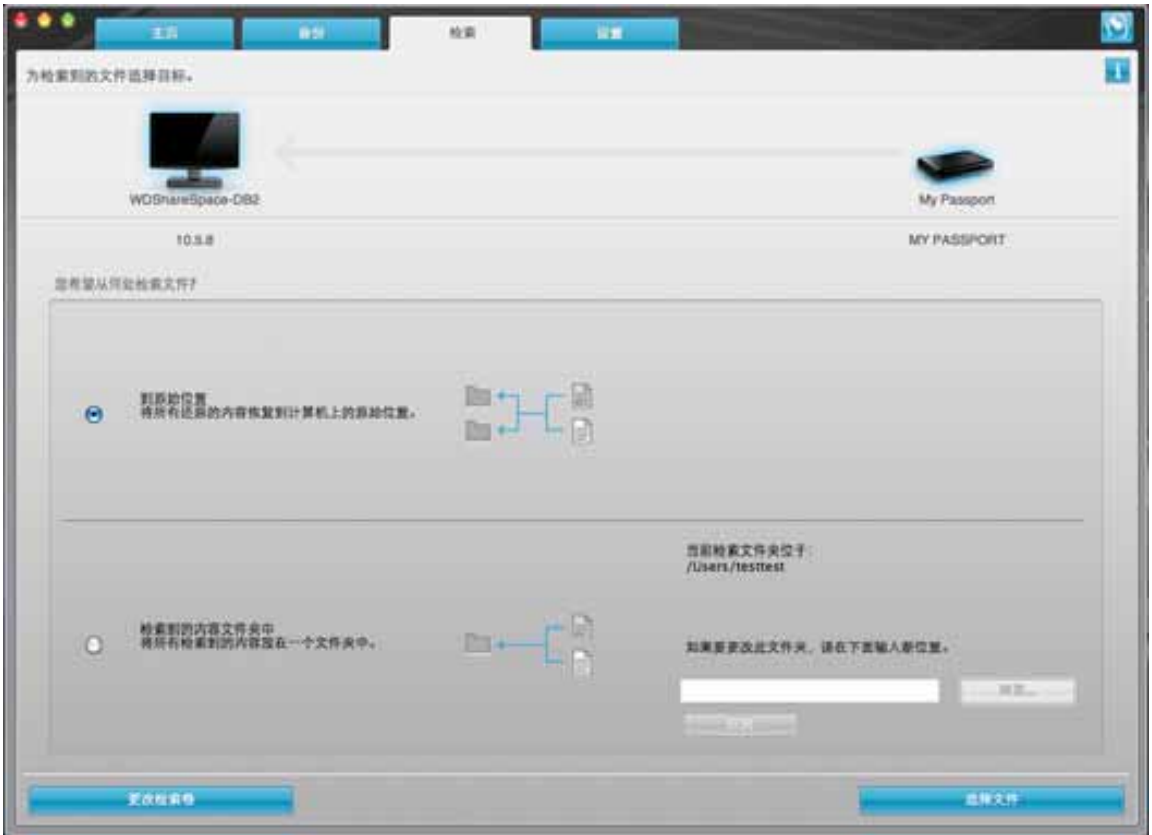 主页
备份
检索
设置
为检索到的文件选择目标。
WDShareSpace-DB2
My Passport
10.5.8
MY PASSPORT
您希望从何处检索文件?
到原始位置
将所有还原的内容恢复到计算机上的原始位置。
当前检索文件夹位于:
/Users/testtest
检索到的内容文件夹中
将所有检索到的内容放在一个文件夹中。
如果要更改此文件夹，请在下面输入新位置。
更改检索卷
选择文件